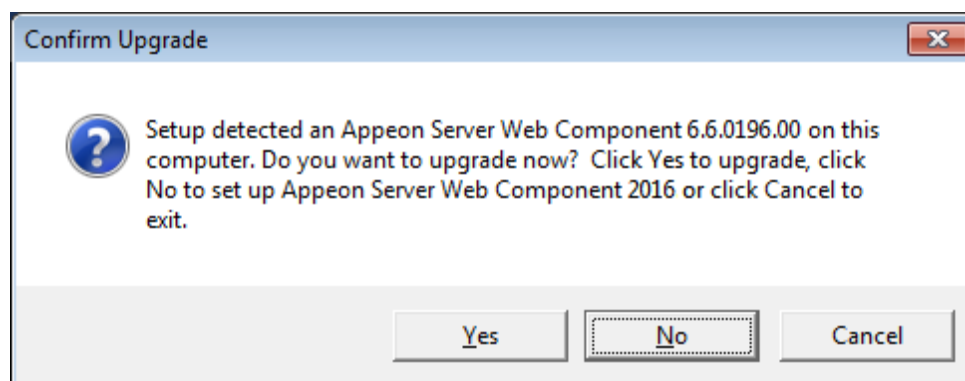 Confirm Upgrade
Setup detected an Appeon Server Web Component 6.6.0196.00 on this
computer. Do you want to upgrade now?  Click Yes to upgrade, click
No to set up Appeon Server Web Component 2016 or click Cancel to
exit.
Yes No Cancel